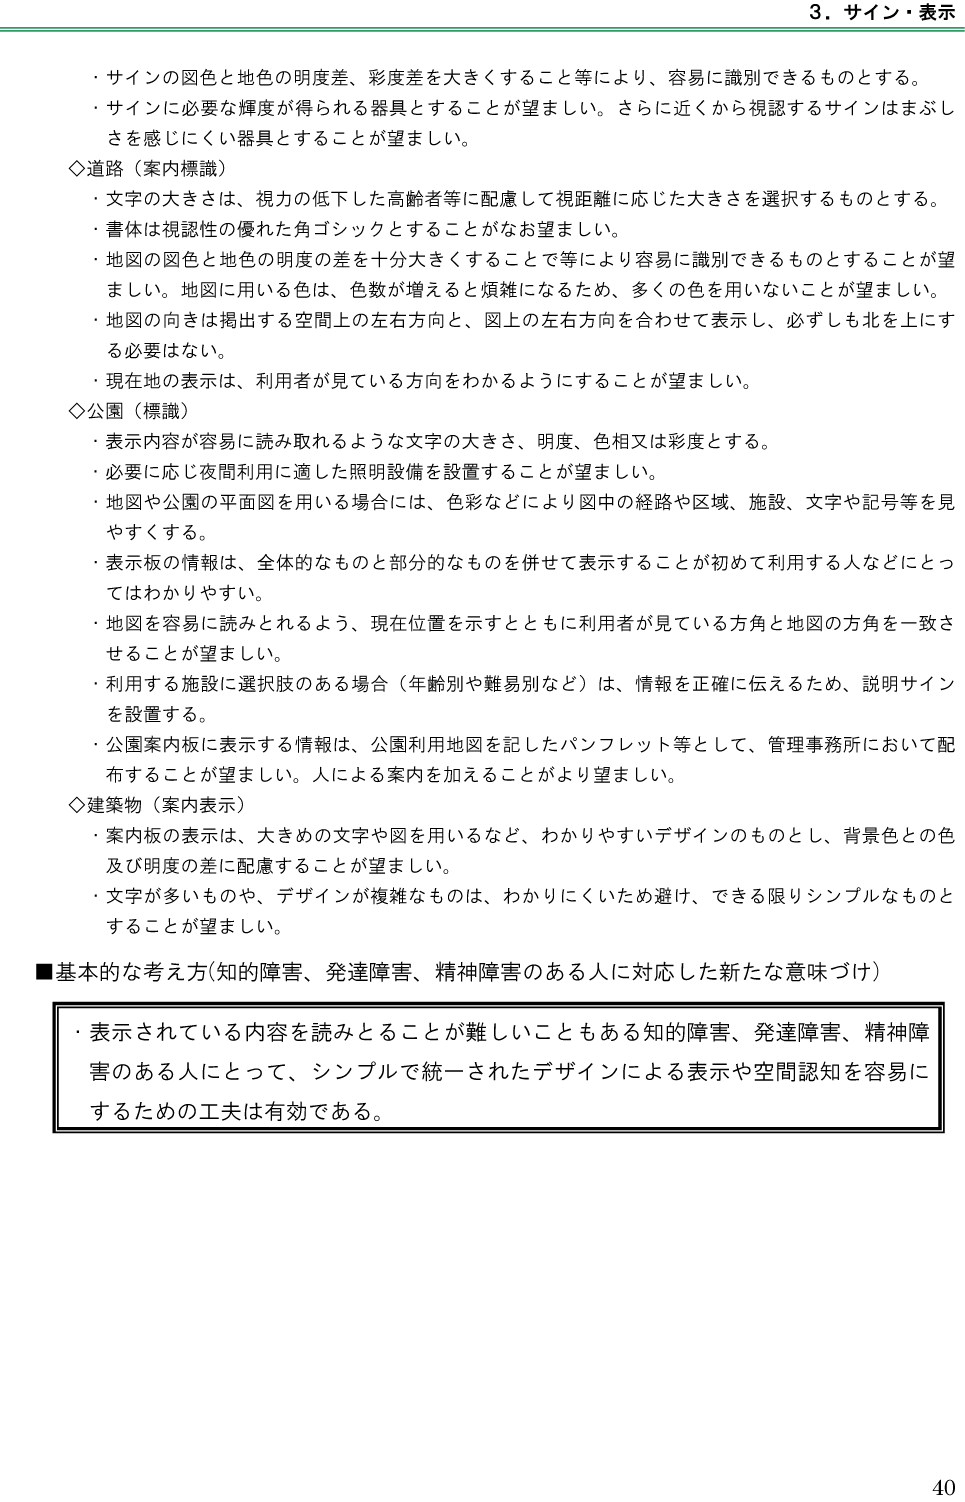 ３．サイン・表示
・サインの図色と地色の明度差、彩度差を大きくすること等により、容易に識別できるものとする。
・サインに必要な輝度が得られる器具とすることが望ましい。さらに近くから視認するサインはまぶし
さを感じにくい器具とすることが望ましい。
◇道路（案内標識）
・文字の大きさは、視力の低下した高齢者等に配慮して視距離に応じた大きさを選択するものとする。
・書体は視認性の優れた角ゴシックとすることがなお望ましい。
・地図の図色と地色の明度の差を十分大きくすることで等により容易に識別できるものとすることが望
ましい。地図に用いる色は、色数が増えると煩雑になるため、多くの色を用いないことが望ましい。
・地図の向きは掲出する空間上の左右方向と、図上の左右方向を合わせて表示し、必ずしも北を上にす
る必要はない。
・現在地の表示は、利用者が見ている方向をわかるようにすることが望ましい。
◇公園（標識）
・表示内容が容易に読み取れるような文字の大きさ、明度、色相又は彩度とする。
・必要に応じ夜間利用に適した照明設備を設置することが望ましい。
・地図や公園の平面図を用いる場合には、色彩などにより図中の経路や区域、施設、文字や記号等を見
やすくする。
・表示板の情報は、全体的なものと部分的なものを併せて表示することが初めて利用する人などにとっ
てはわかりやすい。
・地図を容易に読みとれるよう、現在位置を示すとともに利用者が見ている方角と地図の方角を一致さ
せることが望ましい。
・利用する施設に選択肢のある場合（年齢別や難易別など）は、情報を正確に伝えるため、説明サイン
を設置する。
・公園案内板に表示する情報は、公園利用地図を記したパンフレット等として、管理事務所において配
布することが望ましい。人による案内を加えることがより望ましい。
◇建築物（案内表示）
・案内板の表示は、大きめの文字や図を用いるなど、わかりやすいデザインのものとし、背景色との色
及び明度の差に配慮することが望ましい。
・文字が多いものや、デザインが複雑なものは、わかりにくいため避け、できる限りシンプルなものと
することが望ましい。
■基本的な考え方(知的障害、発達障害、精神障害のある人に対応した新たな意味づけ)
・表示されている内容を読みとることが難しいこともある知的障害、発達障害、精神障
害のある人にとって、シンプルで統一されたデザインによる表示や空間認知を容易に
するための工夫は有効である。
40